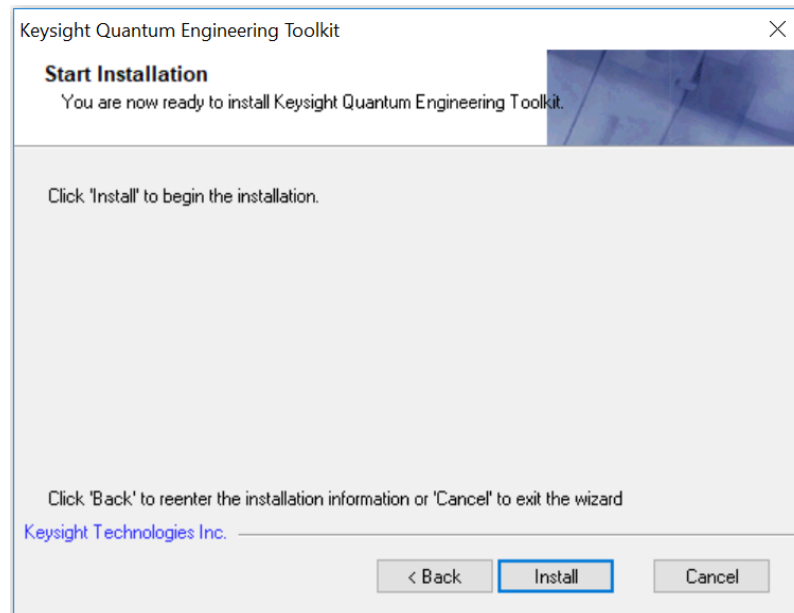 Keysight Quantum Engineering Toolkit
Start Installation
You are now ready to install Keysight Quantum Engineering Toolkit.
Click 'Install' to begin the installation.
Click 'Back' to reenter the installation information or 'Cancel' to exit the wizard
Keysight Technologies Inc.
< Back Install Cancel